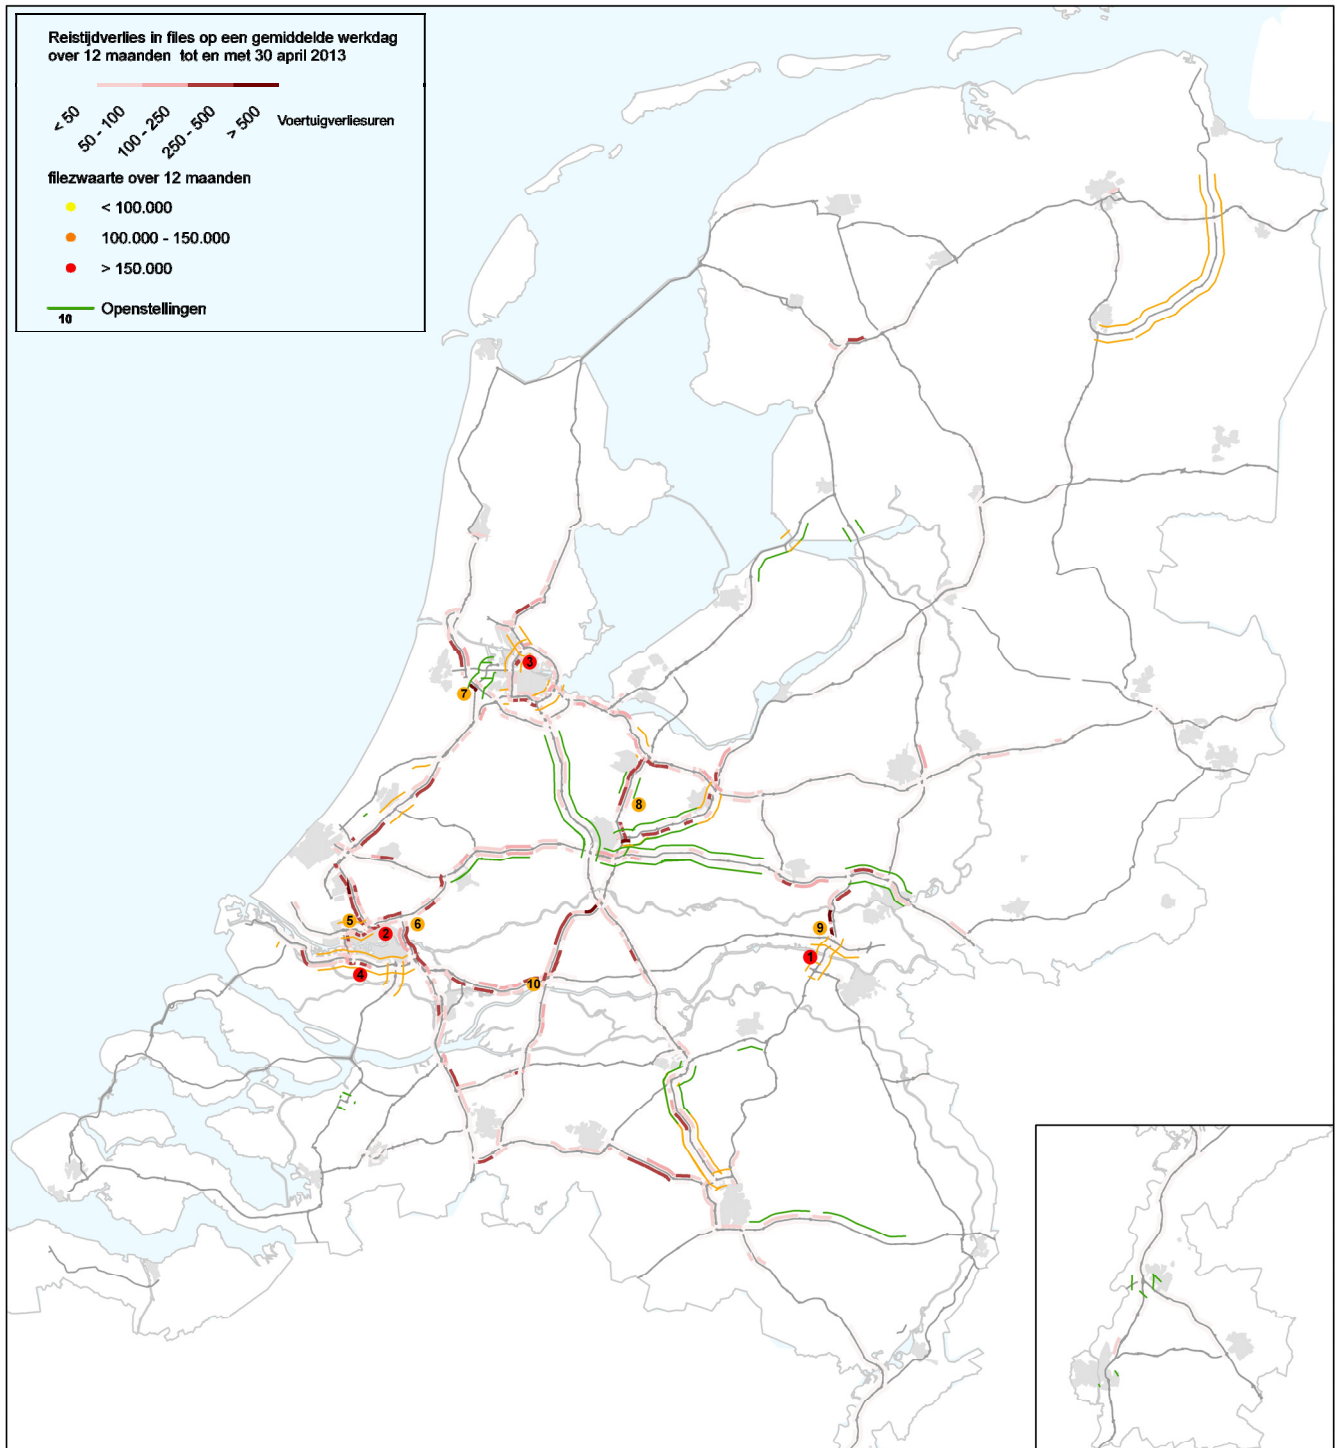 Reistijdverlies in files op een gemiddelde werkdag
over 12 maanden tot en met 30 april 2013
< 50
50 - 100
100 - 250
250 - 500
> 500
Voertuigverliesuren
filezwaarte over 12 maanden
< 100.000
100.000 - 150.000
> 150.000
Openstellingen
10
3
7
8
5
6
2
9
1
4
10